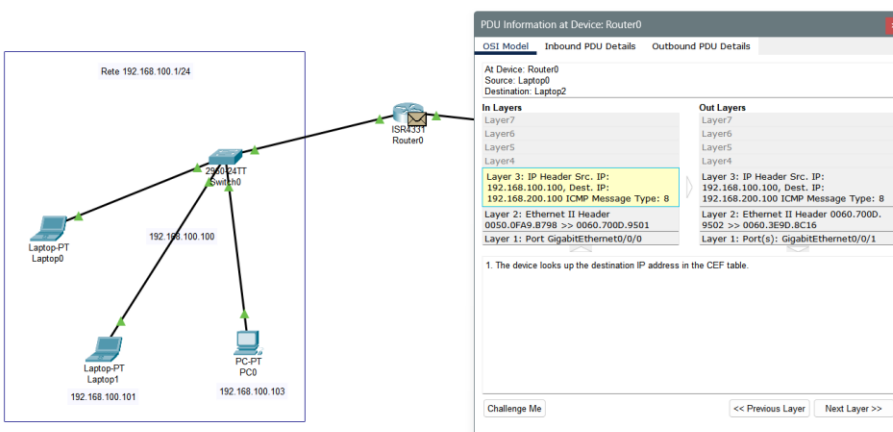 Rete 192.168.100.1/24
ISR4331
Router0
2960-24TT
Switch0
192.168.100.100
Laptop-PT
Laptop0
Laptop-PT
Laptop1
192.168.100.101
PC-PT
PC0
192.168.100.103
PDU Information at Device: Router0
OSI Model Inbound PDU Details Outbound PDU Details
At Device: Router0
Source: Laptop0
Destination: Laptop2
In Layers
Layer7
Layer6
Layer5
Layer4
Layer 3: IP Header Src. IP:
192.168.100.100, Dest. IP:
192.168.200.100 ICMP Message Type: 8
Layer 2: Ethernet II Header
0050.0FA9.B798 >> 0060.700D.9501
Layer 1: Port GigabitEthernet0/0/0
Out Layers
Layer7
Layer6
Layer5
Layer4
Layer 3: IP Header Src. IP:
192.168.100.100, Dest. IP:
192.168.200.100 ICMP Message Type: 8
Layer 2: Ethernet II Header 0060.700D.
9502 >> 0060.3E9D.8C16
Layer 1: Port(s): GigabitEthernet0/0/1
1. The device looks up the destination IP address in the CEF table.
Challenge Me
<< Previous Layer
Next Layer >>